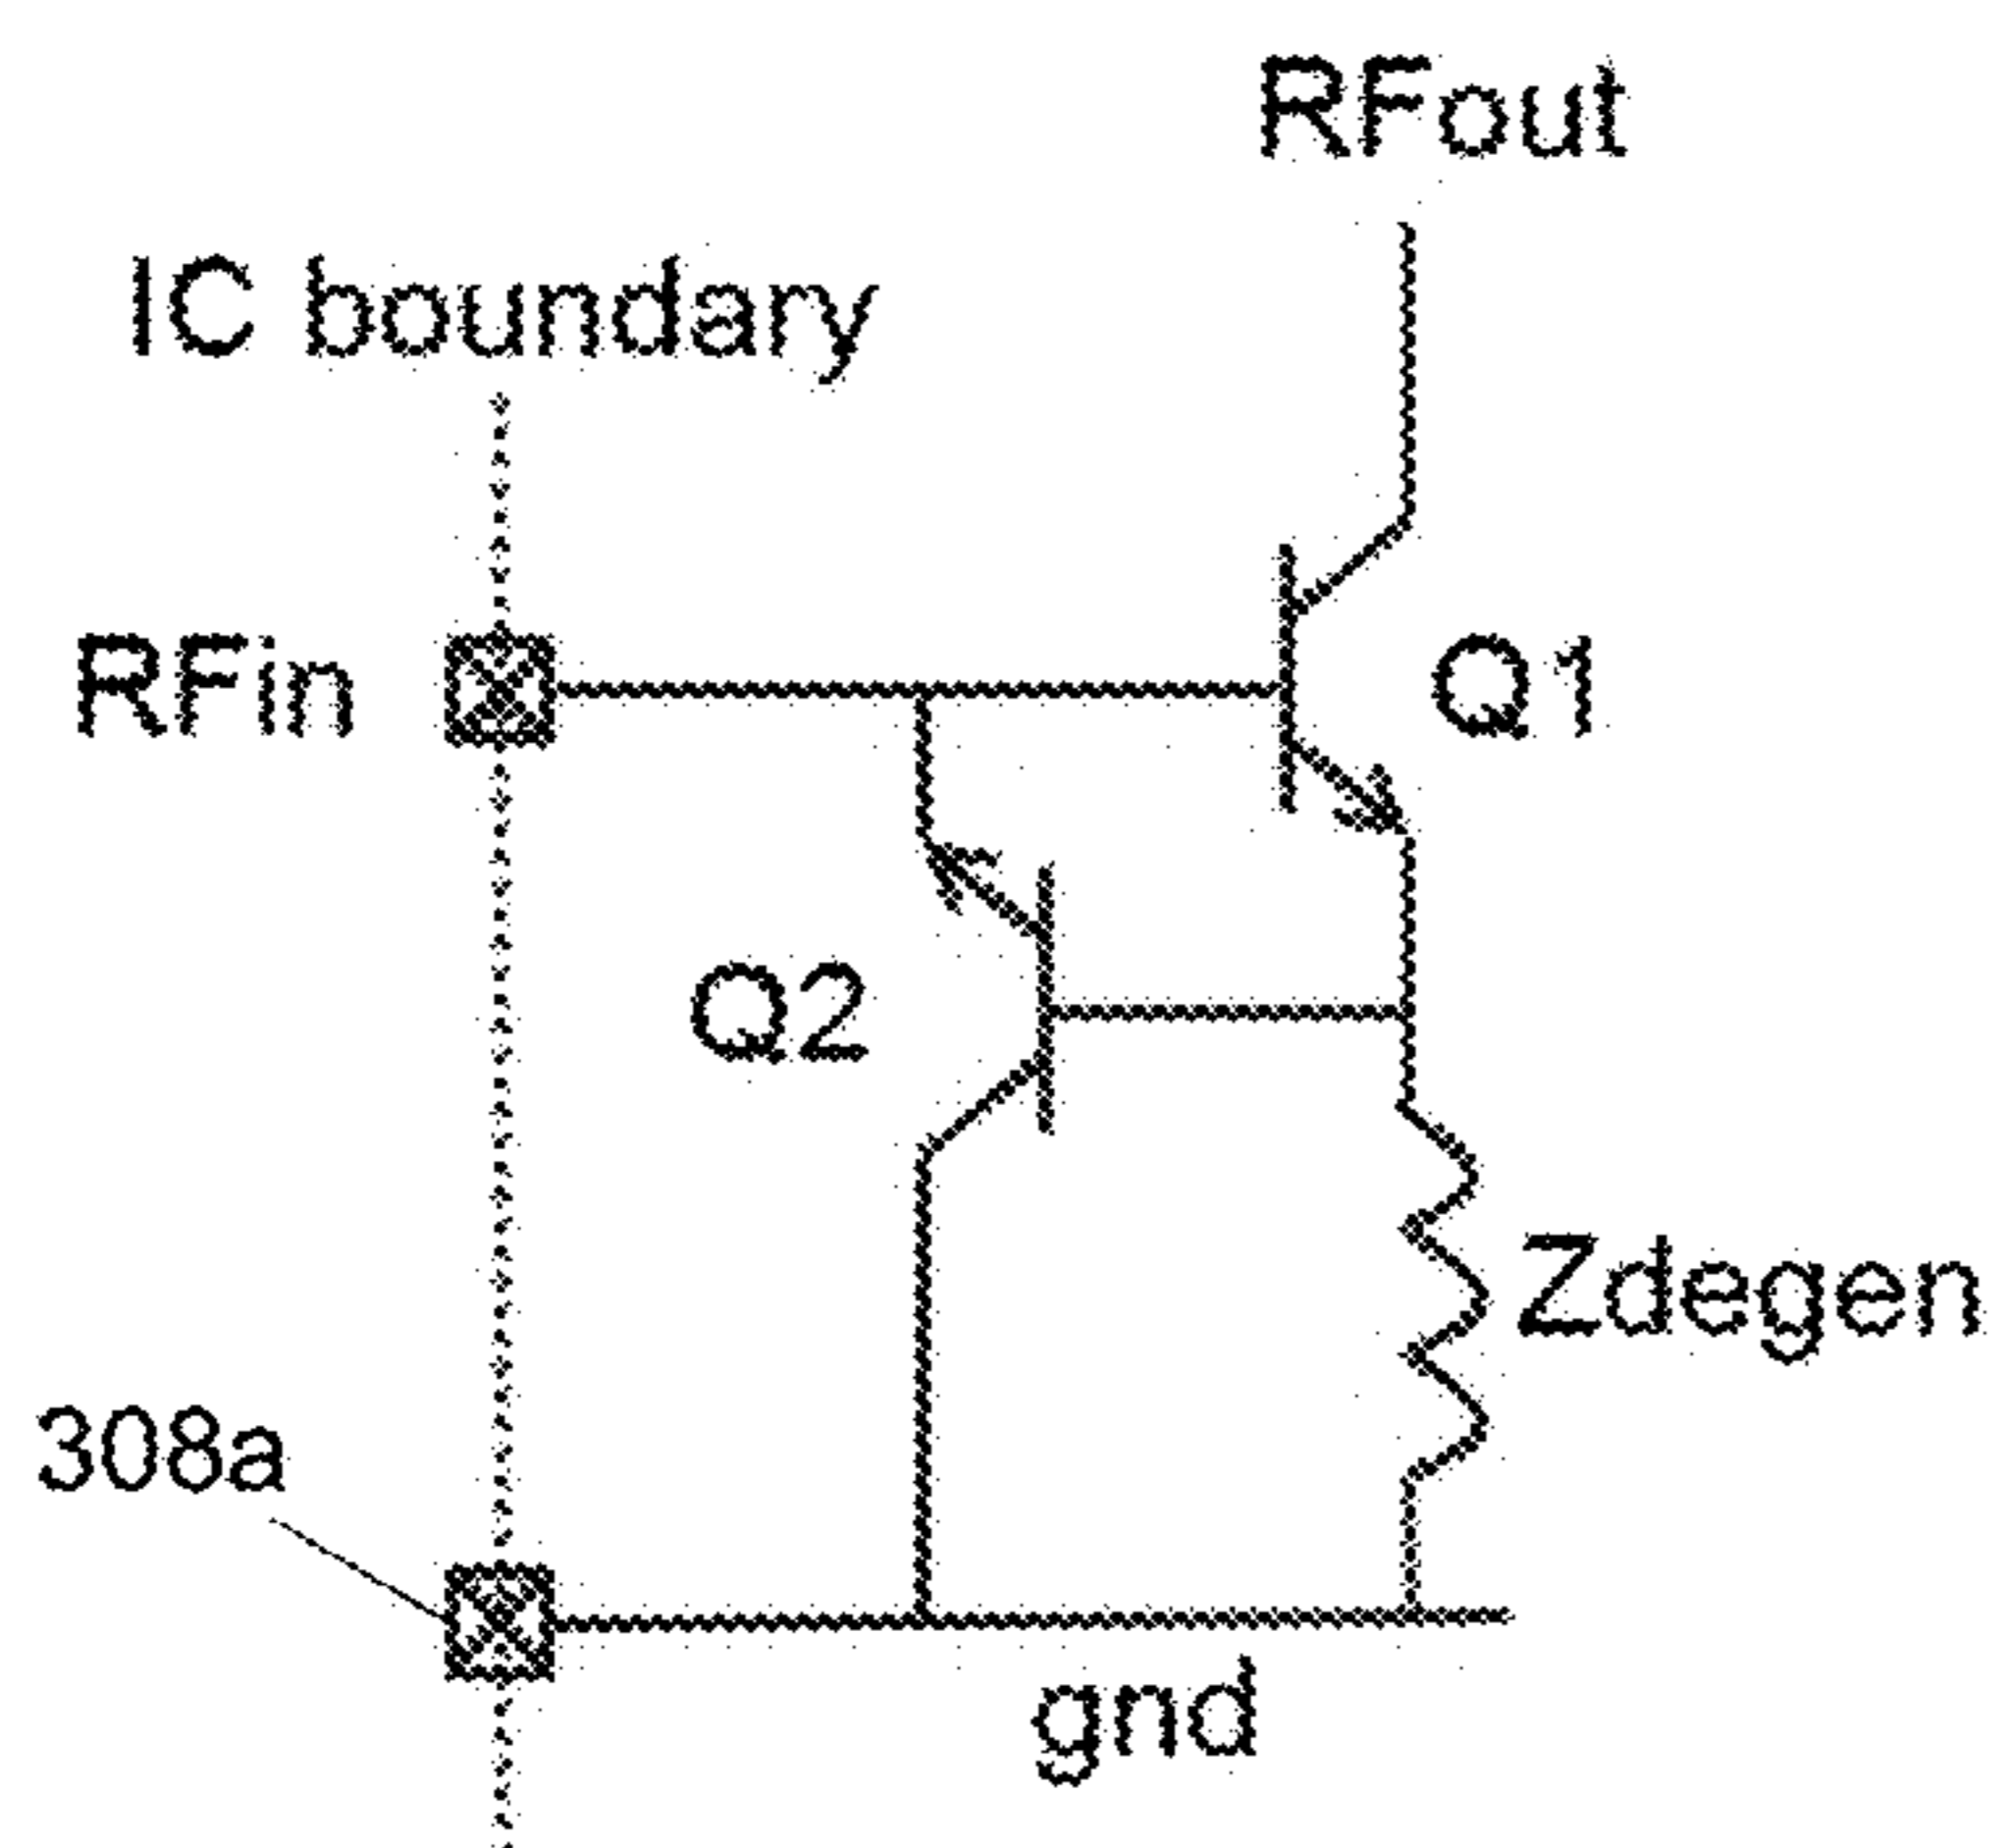 RFout
IC boundary
RFin
Q1
Q2
Zdegen
308a
gnd